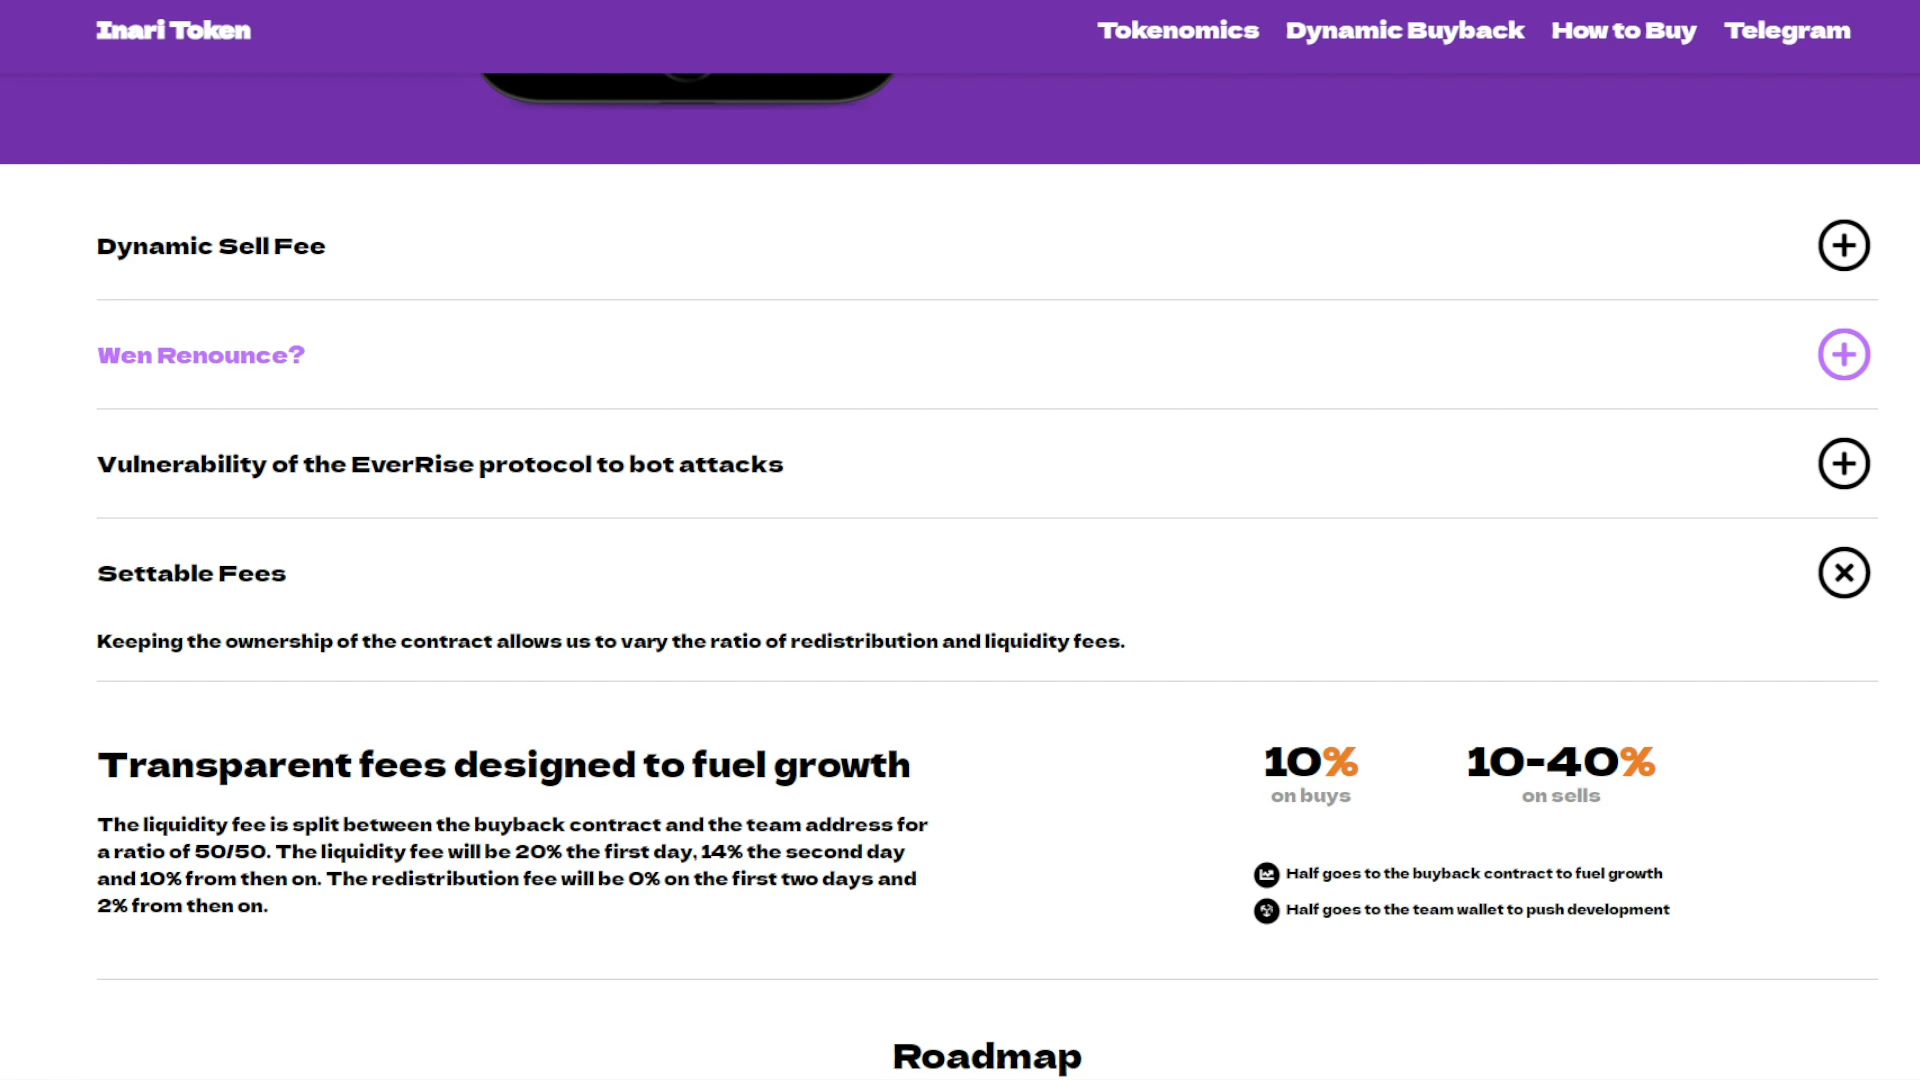 Inari Token
Tokenomics
Dynamic Buyback
How to Buy
Telegram
Dynamic Sell Fee
Wen Renounce?
Vulnerability of the EverRise protocol to bot attacks
Settable Fees
Keeping the ownership of the contract allows us to vary the ratio of redistribution and liquidity fees.
Transparent fees designed to fuel growth
The liquidity fee is split between the buyback contract and the team address for
a ratio of 50/50. The liquidity fee will be 20% the first day, 14% the second day
and 10% from then on. The redistribution fee will be 0% on the first two days and
2% from then on.
10%
on buys
10-40%
on sells
Half goes to the buyback contract to fuel growth
Half goes to the team wallet to push development
Roadmap